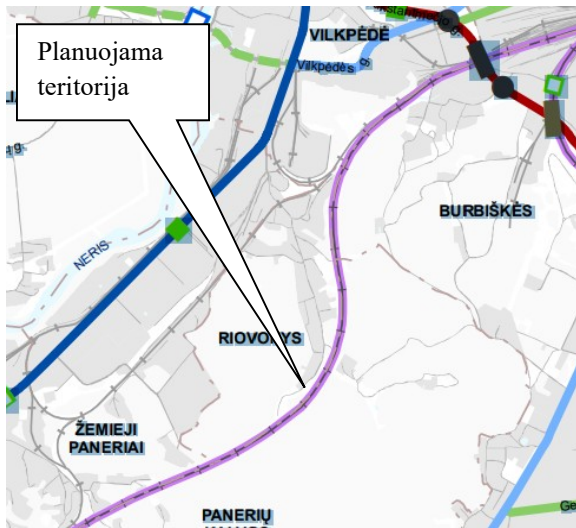 Planuojama
teritorija
VILKPĖDĖ
Vilkpėdės g.
BURBIŠKĖS
NERIS
ŽEMIEJI
PANERIAI
PANERIŲ